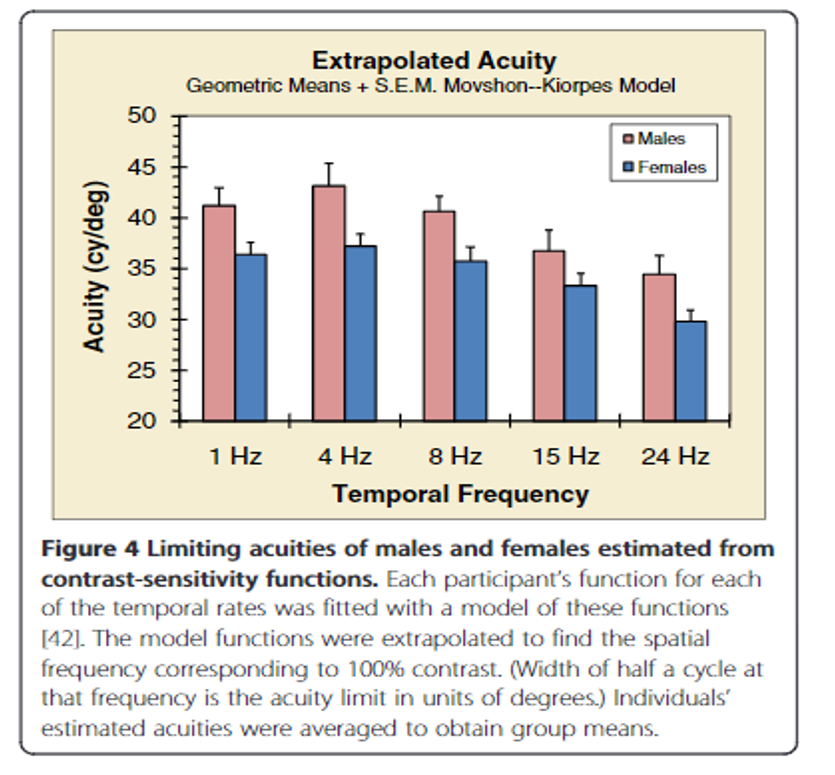 Extrapolated Acuity
Geometric Means + S.E.M. Movshon--Kiorpes Model
Males
Females
Acuity (cy/deg)
50
45
40
35
30
25
20
1 Hz 4 Hz 8 Hz 15 Hz 24 Hz
Temporal Frequency
Figure 4 Limiting acuities of males and females estimated from
contrast-sensitivity functions. Each participant's function for each
of the temporal rates was fitted with a model of these functions
[42]. The model functions were extrapolated to find the spatial
frequency corresponding to 100% contrast. (Width of half a cycle at
that frequency is the acuity limit in units of degrees.) Individuals'
estimated acuities were averaged to obtain group means.